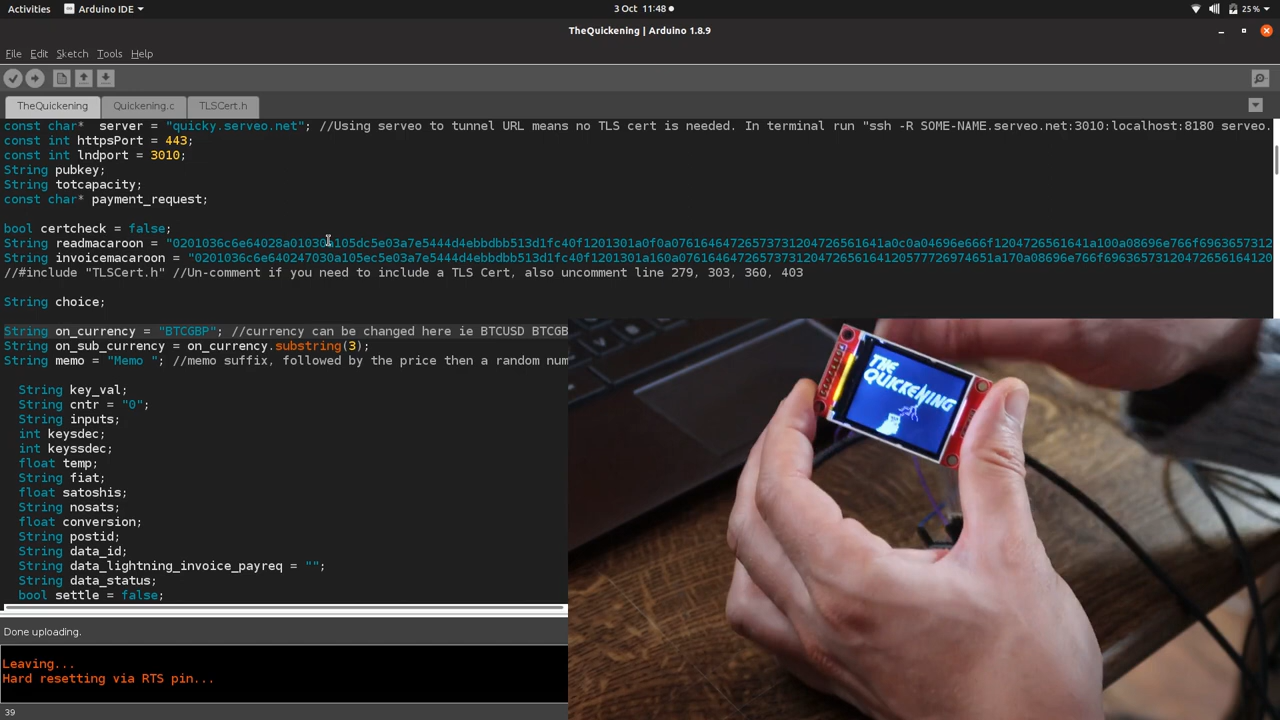 Activities Arduino IDE 3 Oct 11:48 25%
TheQuickening | Arduino 1.8.9
File Edit Sketch Tools Help
TheQuickening Quickening.c TLSCert.h
const char* server = "quicky.serveo.net"; //Using serveo to tunnel URL means no TLS cert is needed. In terminal run "ssh -R SOME-NAME.serveo.net:3010:localhost:8180 serveo.
const int httpsPort = 443;
const int lndport = 3010;
String pubkey;
String totcapacity;
const char* payment_request;
bool certcheck = false;
String readmacaroon =
String invoicemacaroon =
//#include "TLSCert.h" //Un-comment if you need to include a TLS Cert, also uncomment line 279, 303, 360, 403
String choice;
String on_currency = "BTCGBP"; //currency can be changed here ie BTCUSD BTCGB
String on_sub_currency = on_currency.substring(3);
String memo = "Memo "; //memo suffix, followed by the price then a random num
String key_val;
String cntr = "0";
String inputs;
int keysdec;
int keyssdec;
float temp;
String fiat;
float satoshis;
String nosats;
float conversion;
String postid;
String data_id;
String data_lightning_invoice_payreq = "";
String data_status;
bool settle = false;
Done uploading.
Leaving...
Hard resetting via RTS pin...
39
THE
QUICKENING